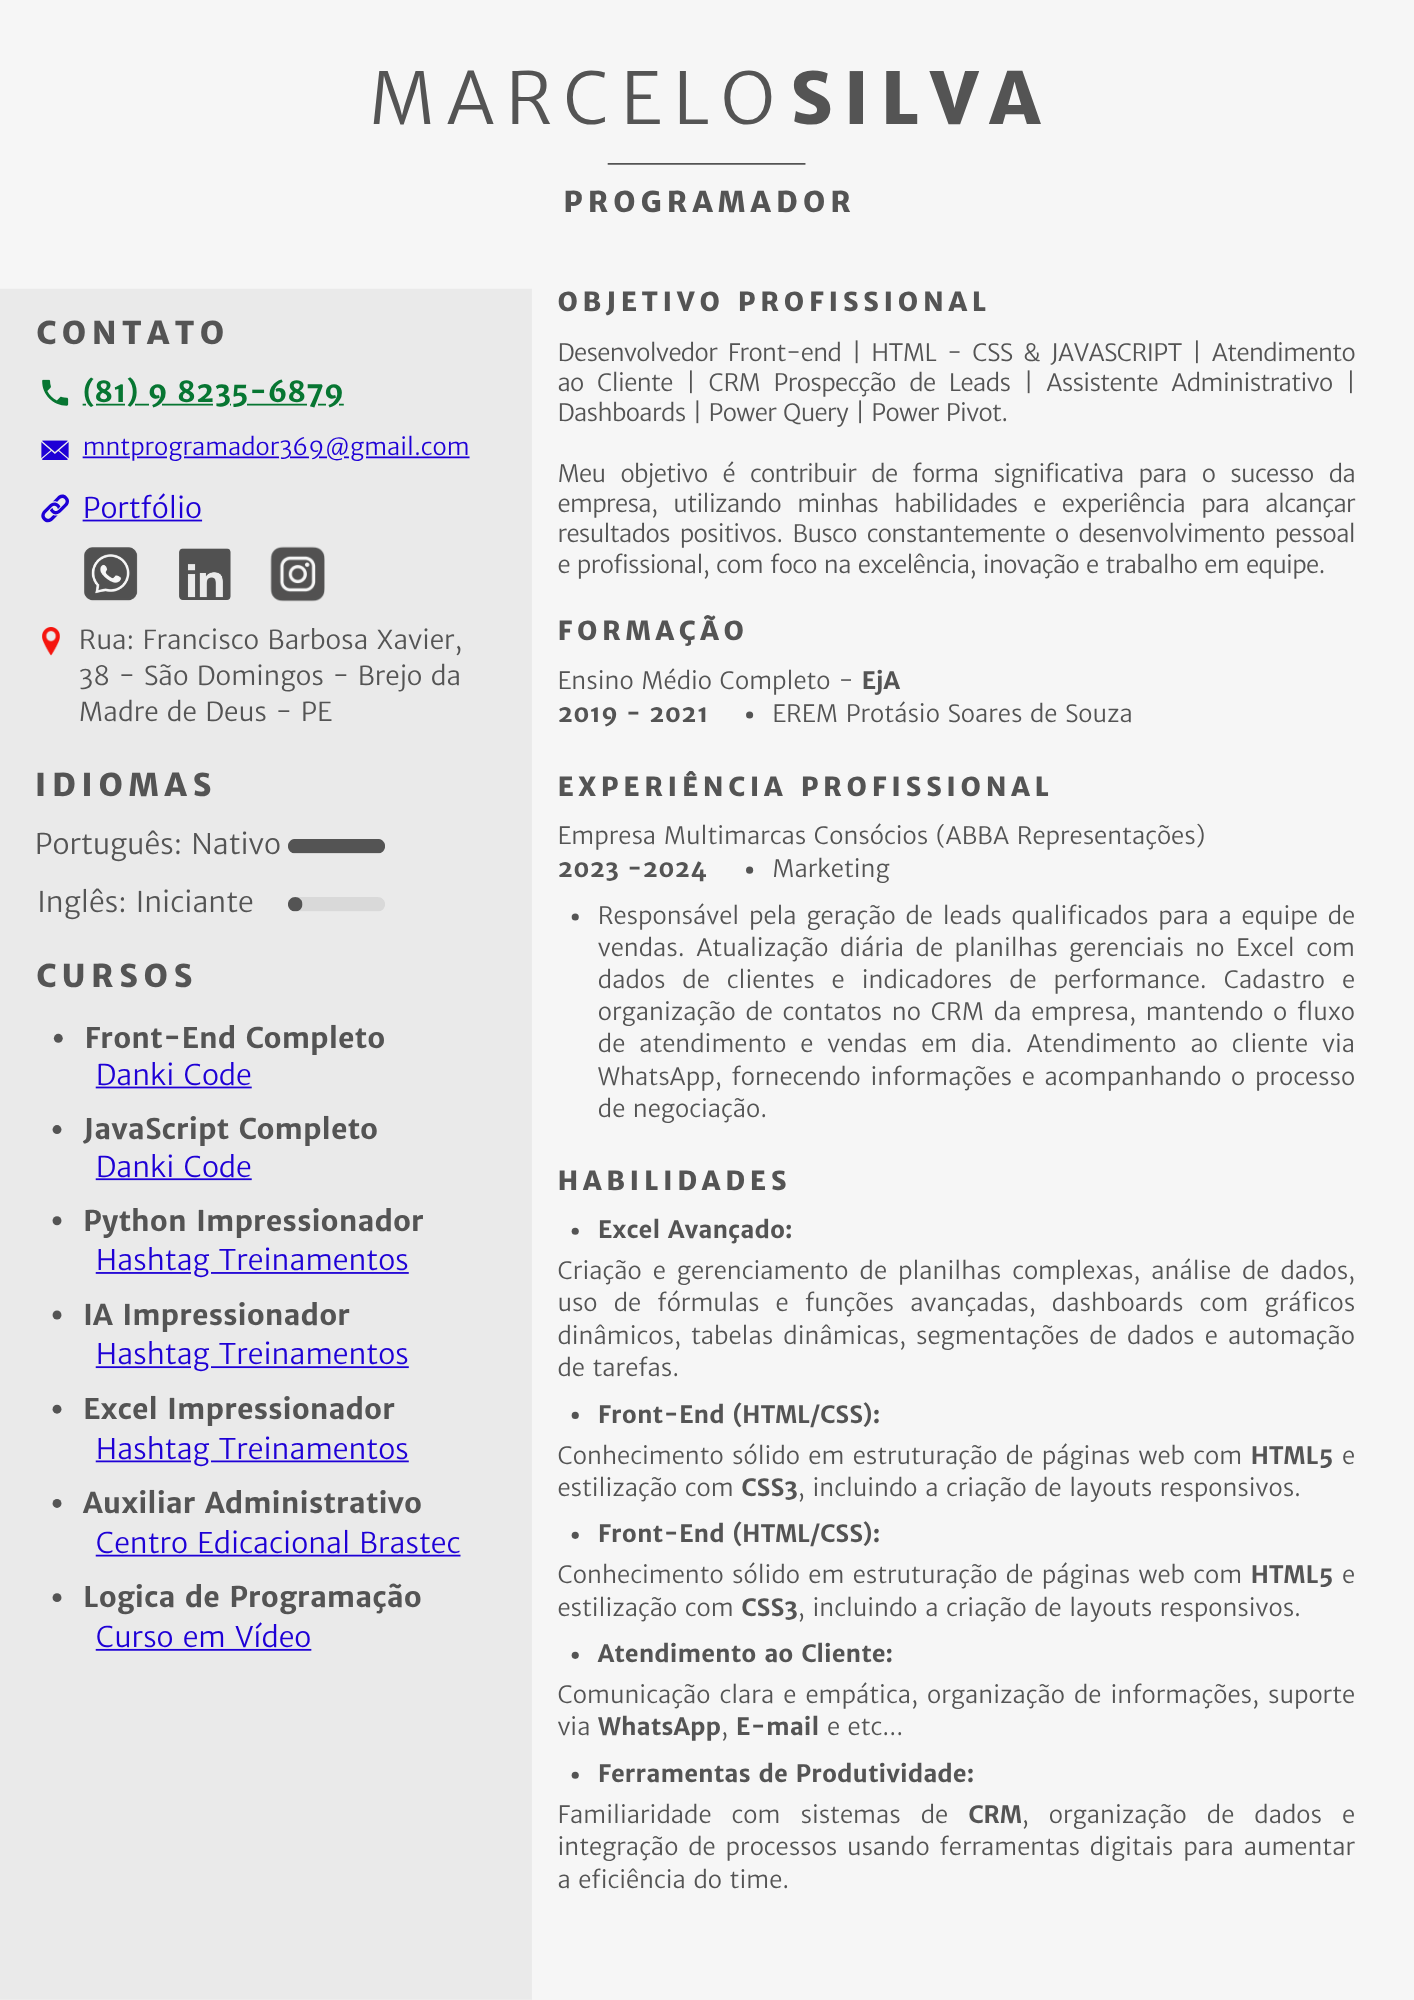 MARCELO SILVA
PROGRAMADOR
CONTATO
(81) 9 8235-6879
mntprogramador369@gmail.com
Portfólio
in
Rua: Francisco Barbosa Xavier,
38 - São Domingos - Brejo da
Madre de Deus - PE
IDIOMAS
Português: Nativo
Inglês: Iniciante
CURSOS
• Front-End Completo
Danki Code
• JavaScript Completo
Danki Code
• Python Impressionador
Hashtag Treinamentos
• IA Impressionador
Hashtag Treinamentos
• Excel Impressionador
Hashtag Treinamentos
• Auxiliar Administrativo
Centro Edicacional Brastec
• Logica de Programação
Curso em Vídeo
OBJETIVO PROFISSIONAL
Desenvolvedor Front-end | HTML - CSS & JAVASCRIPT | Atendimento
ao Cliente | CRM Prospecção de Leads | Assistente Administrativo |
Dashboards | Power Query | Power Pivot.
Meu objetivo é contribuir de forma significativa para o sucesso da
empresa, utilizando minhas habilidades e experiência para alcançar
resultados positivos. Busco constantemente o desenvolvimento pessoal
e profissional, com foco na excelência, inovação e trabalho em equipe.
FORMAÇÃO
Ensino Médio Completo - EjA
2019 - 2021 • EREM Protásio Soares de Souza
EXPERIÊNCIA PROFISSIONAL
Empresa Multimarcas Consócios (ABBA Representações)
2023 -2024 • Marketing
• Responsável pela geração de leads qualificados para a equipe de
vendas. Atualização diária de planilhas gerenciais no Excel com
dados de clientes e indicadores de performance. Cadastro e
organização de contatos no CRM da empresa, mantendo o fluxo
de atendimento e vendas em dia. Atendimento ao cliente via
WhatsApp, fornecendo informações e acompanhando o processo
de negociação.
HABILIDADES
• Excel Avançado:
Criação e gerenciamento de planilhas complexas, análise de dados,
uso de fórmulas e funções avançadas, dashboards com gráficos
dinâmicos, tabelas dinâmicas, segmentações de dados e automação
de tarefas.
• Front-End (HTML/CSS):
Conhecimento sólido em estruturação de páginas web com HTML5 e
estilização com CSS3, incluindo a criação de layouts responsivos.
• Front-End (HTML/CSS):
Conhecimento sólido em estruturação de páginas web com HTML5 e
estilização com CSS3, incluindo a criação de layouts responsivos.
• Atendimento ao Cliente:
Comunicação clara e empática, organização de informações, suporte
via WhatsApp, E-mail e etc...
• Ferramentas de Produtividade:
Familiaridade com sistemas de CRM, organização de dados e
integração de processos usando ferramentas digitais para aumentar
a eficiência do time.